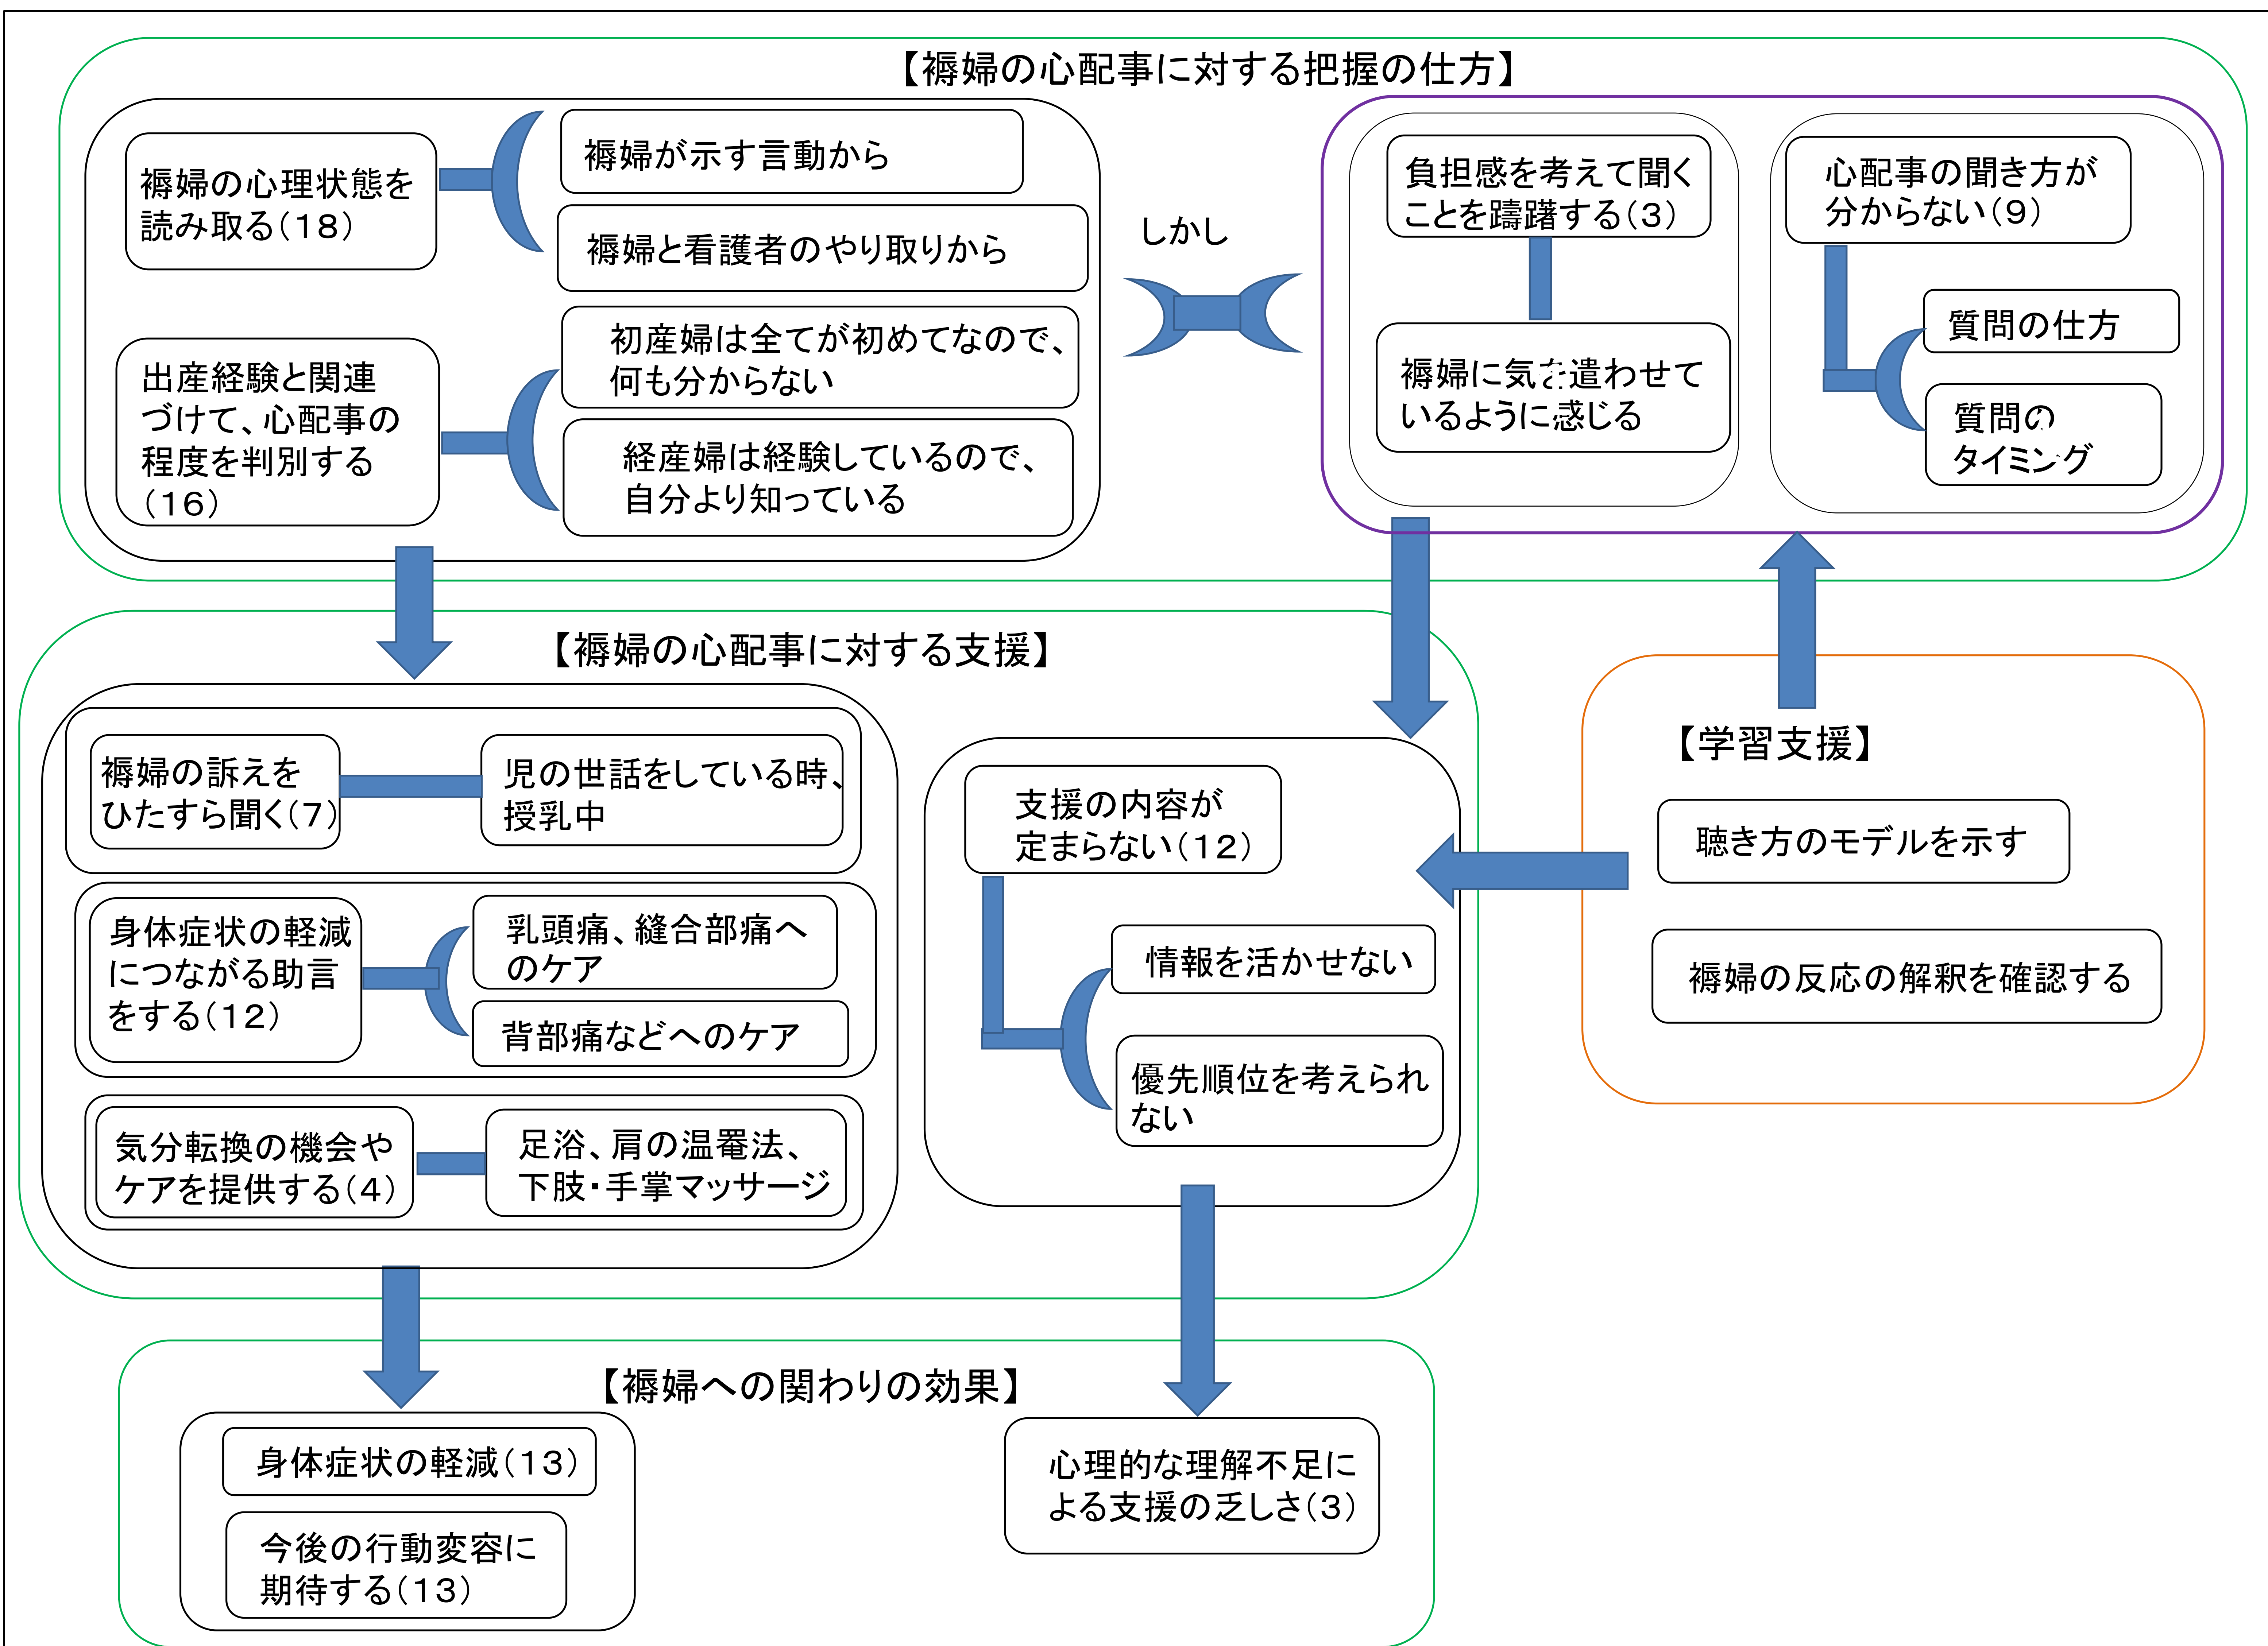 【褥婦の心配事に対する把握の仕方】
褥婦の心理状態を
読み取る(18)
褥婦が示す言動から
褥婦と看護者のやり取りから
出産経験と関連
づけて、心配事の
程度を判別する
(16)
初産婦は全てが初めてなので、
何も分からない
経産婦は経験しているので、
自分より知っている
しかし
負担感を考えて聞く
ことを躊躇する(3)
褥婦に気を遣わせて
いるように感じる
心配事の聞き方が
分からない(9)
質問の仕方
質問の
タイミング
【褥婦の心配事に対する支援】
褥婦の訴えを
ひたすら聞く(7)
児の世話をしている時、
授乳中
身体症状の軽減
につながる助言
をする(12)
乳頭痛、縫合部痛へ
のケア
背部痛などへのケア
気分転換の機会や
ケアを提供する(4)
足浴、肩の温罨法、
下肢・手掌マッサージ
支援の内容が
定まらない(12)
情報を活かせない
優先順位を考えられ
ない
【学習支援】
聴き方のモデルを示す
褥婦の反応の解釈を確認する
【褥婦への関わりの効果】
身体症状の軽減(13)
今後の行動変容に
期待する(13)
心理的な理解不足に
よる支援の乏しさ(3)